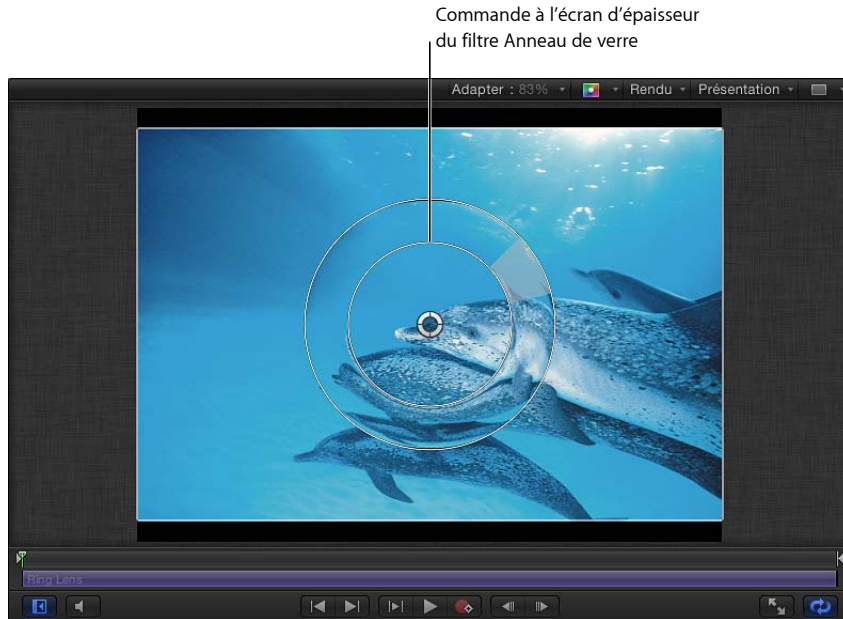 Commande à l'écran d'épaisseur
du filtre Anneau de verre
Adapter : 83% Rendu Présentation
Ring Lens